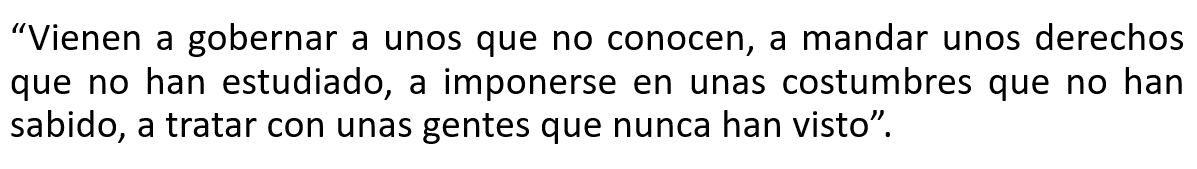 “Vienen a gobernar a unos que no conocen, a mandar unos derechos
que no han estudiado, a imponerse en unas costumbres que no han
sabido, a tratar con unas gentes que nunca han visto”.